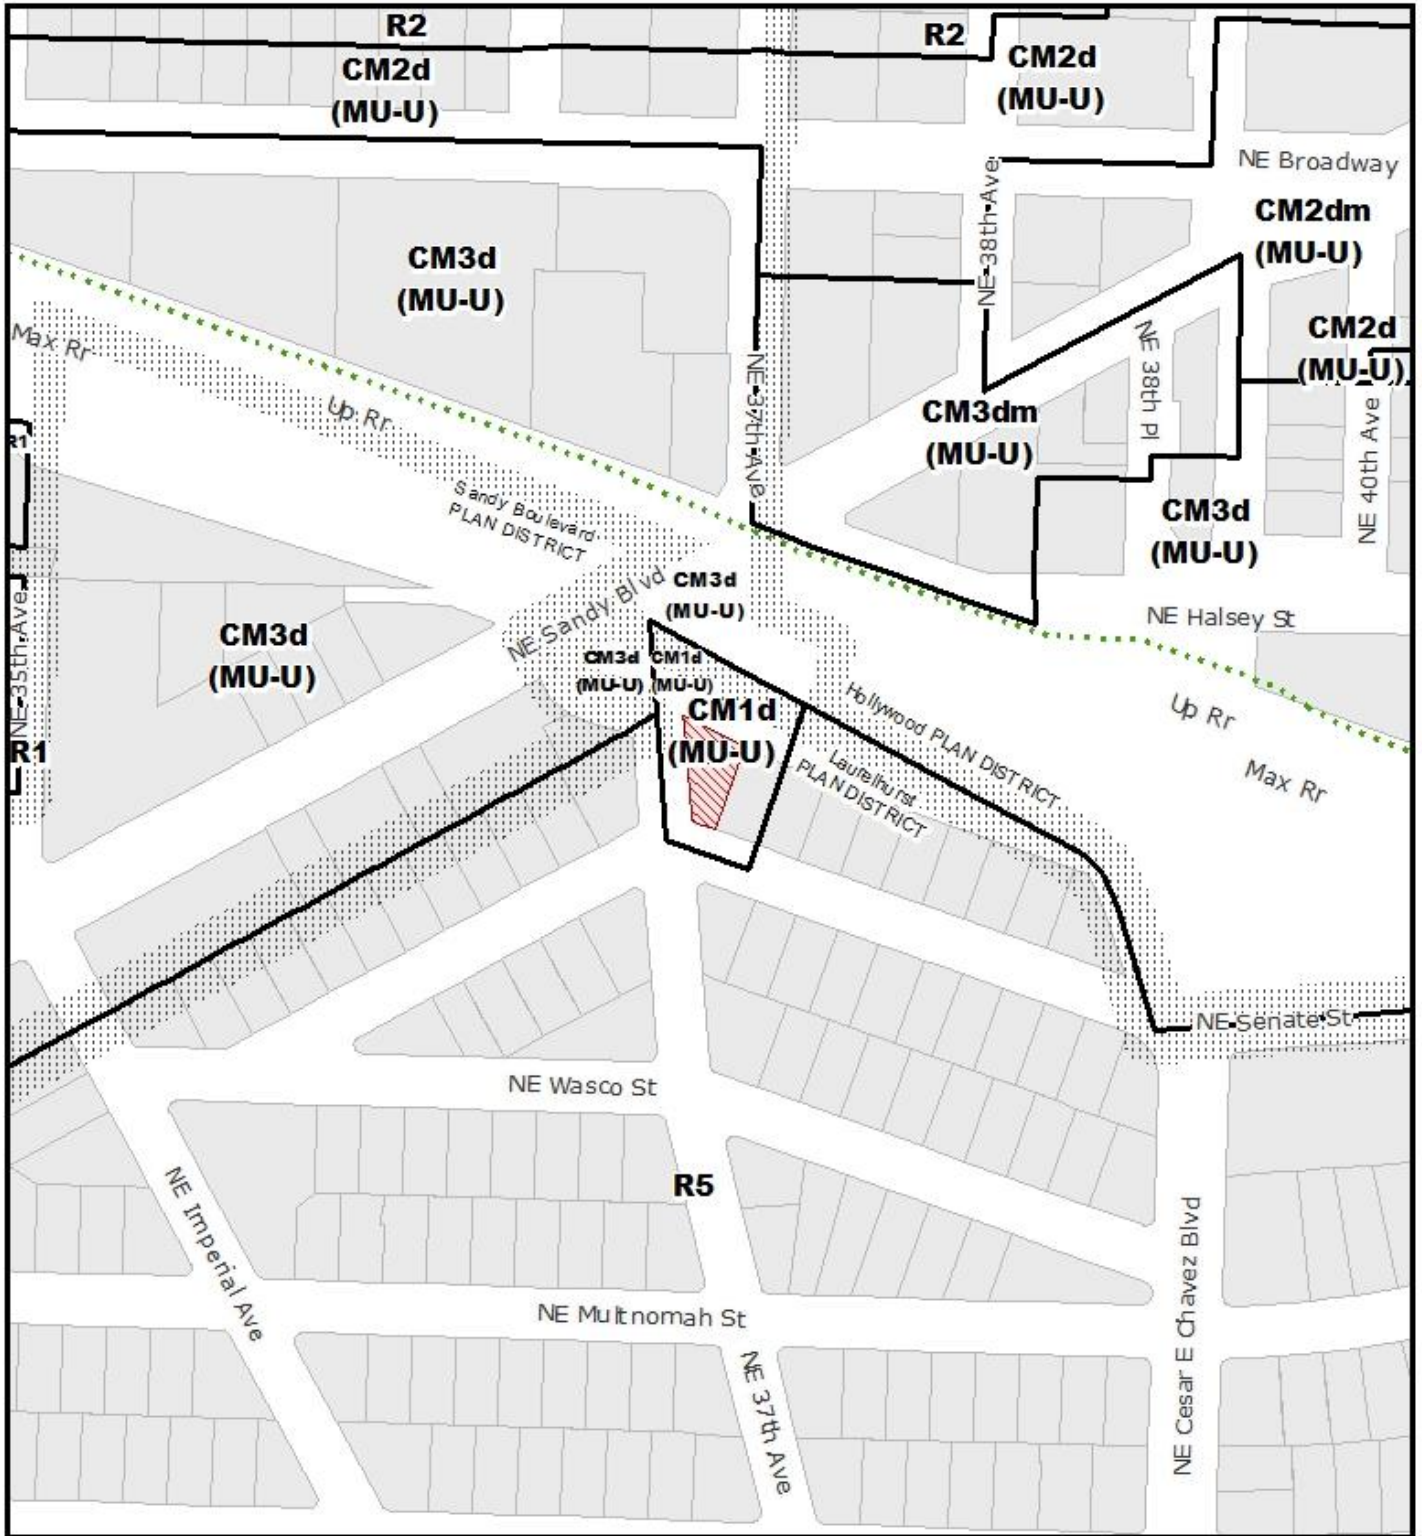 R2
R2
CM2d
(MU-U)
CM2d
(MU-U)
NE Broadway
CM2dm
(MU-U)
NE 38th Ave
CM3d
(MU-U)
Max Rr
Up Rr
NE 37th Ave
NE 38th Pl
CM2d
(MU-U)
CM3dm
(MU-U)
NE 40th Ave
R1
Sandy Boulevard
PLAN DISTRICT
CM3d
(MU-U)
NE Sandy Blvd
CM3d
(MU-U)
NE Halsey St
NE 35th Ave
CM3d
(MU-U)
CM3d
(MU-U)
CM1d
(MU-U)
CM1d
(MU-U)
Hollywood PLAN DISTRICT
Laurelhurst
PLAN DISTRICT
Up Rr
Max Rr
R1
NE Senate St
NE Wasco St
R5
NE Imperial Ave
NE Multnomah St
NE Cesar E Chavez Blvd
NE 37th Ave